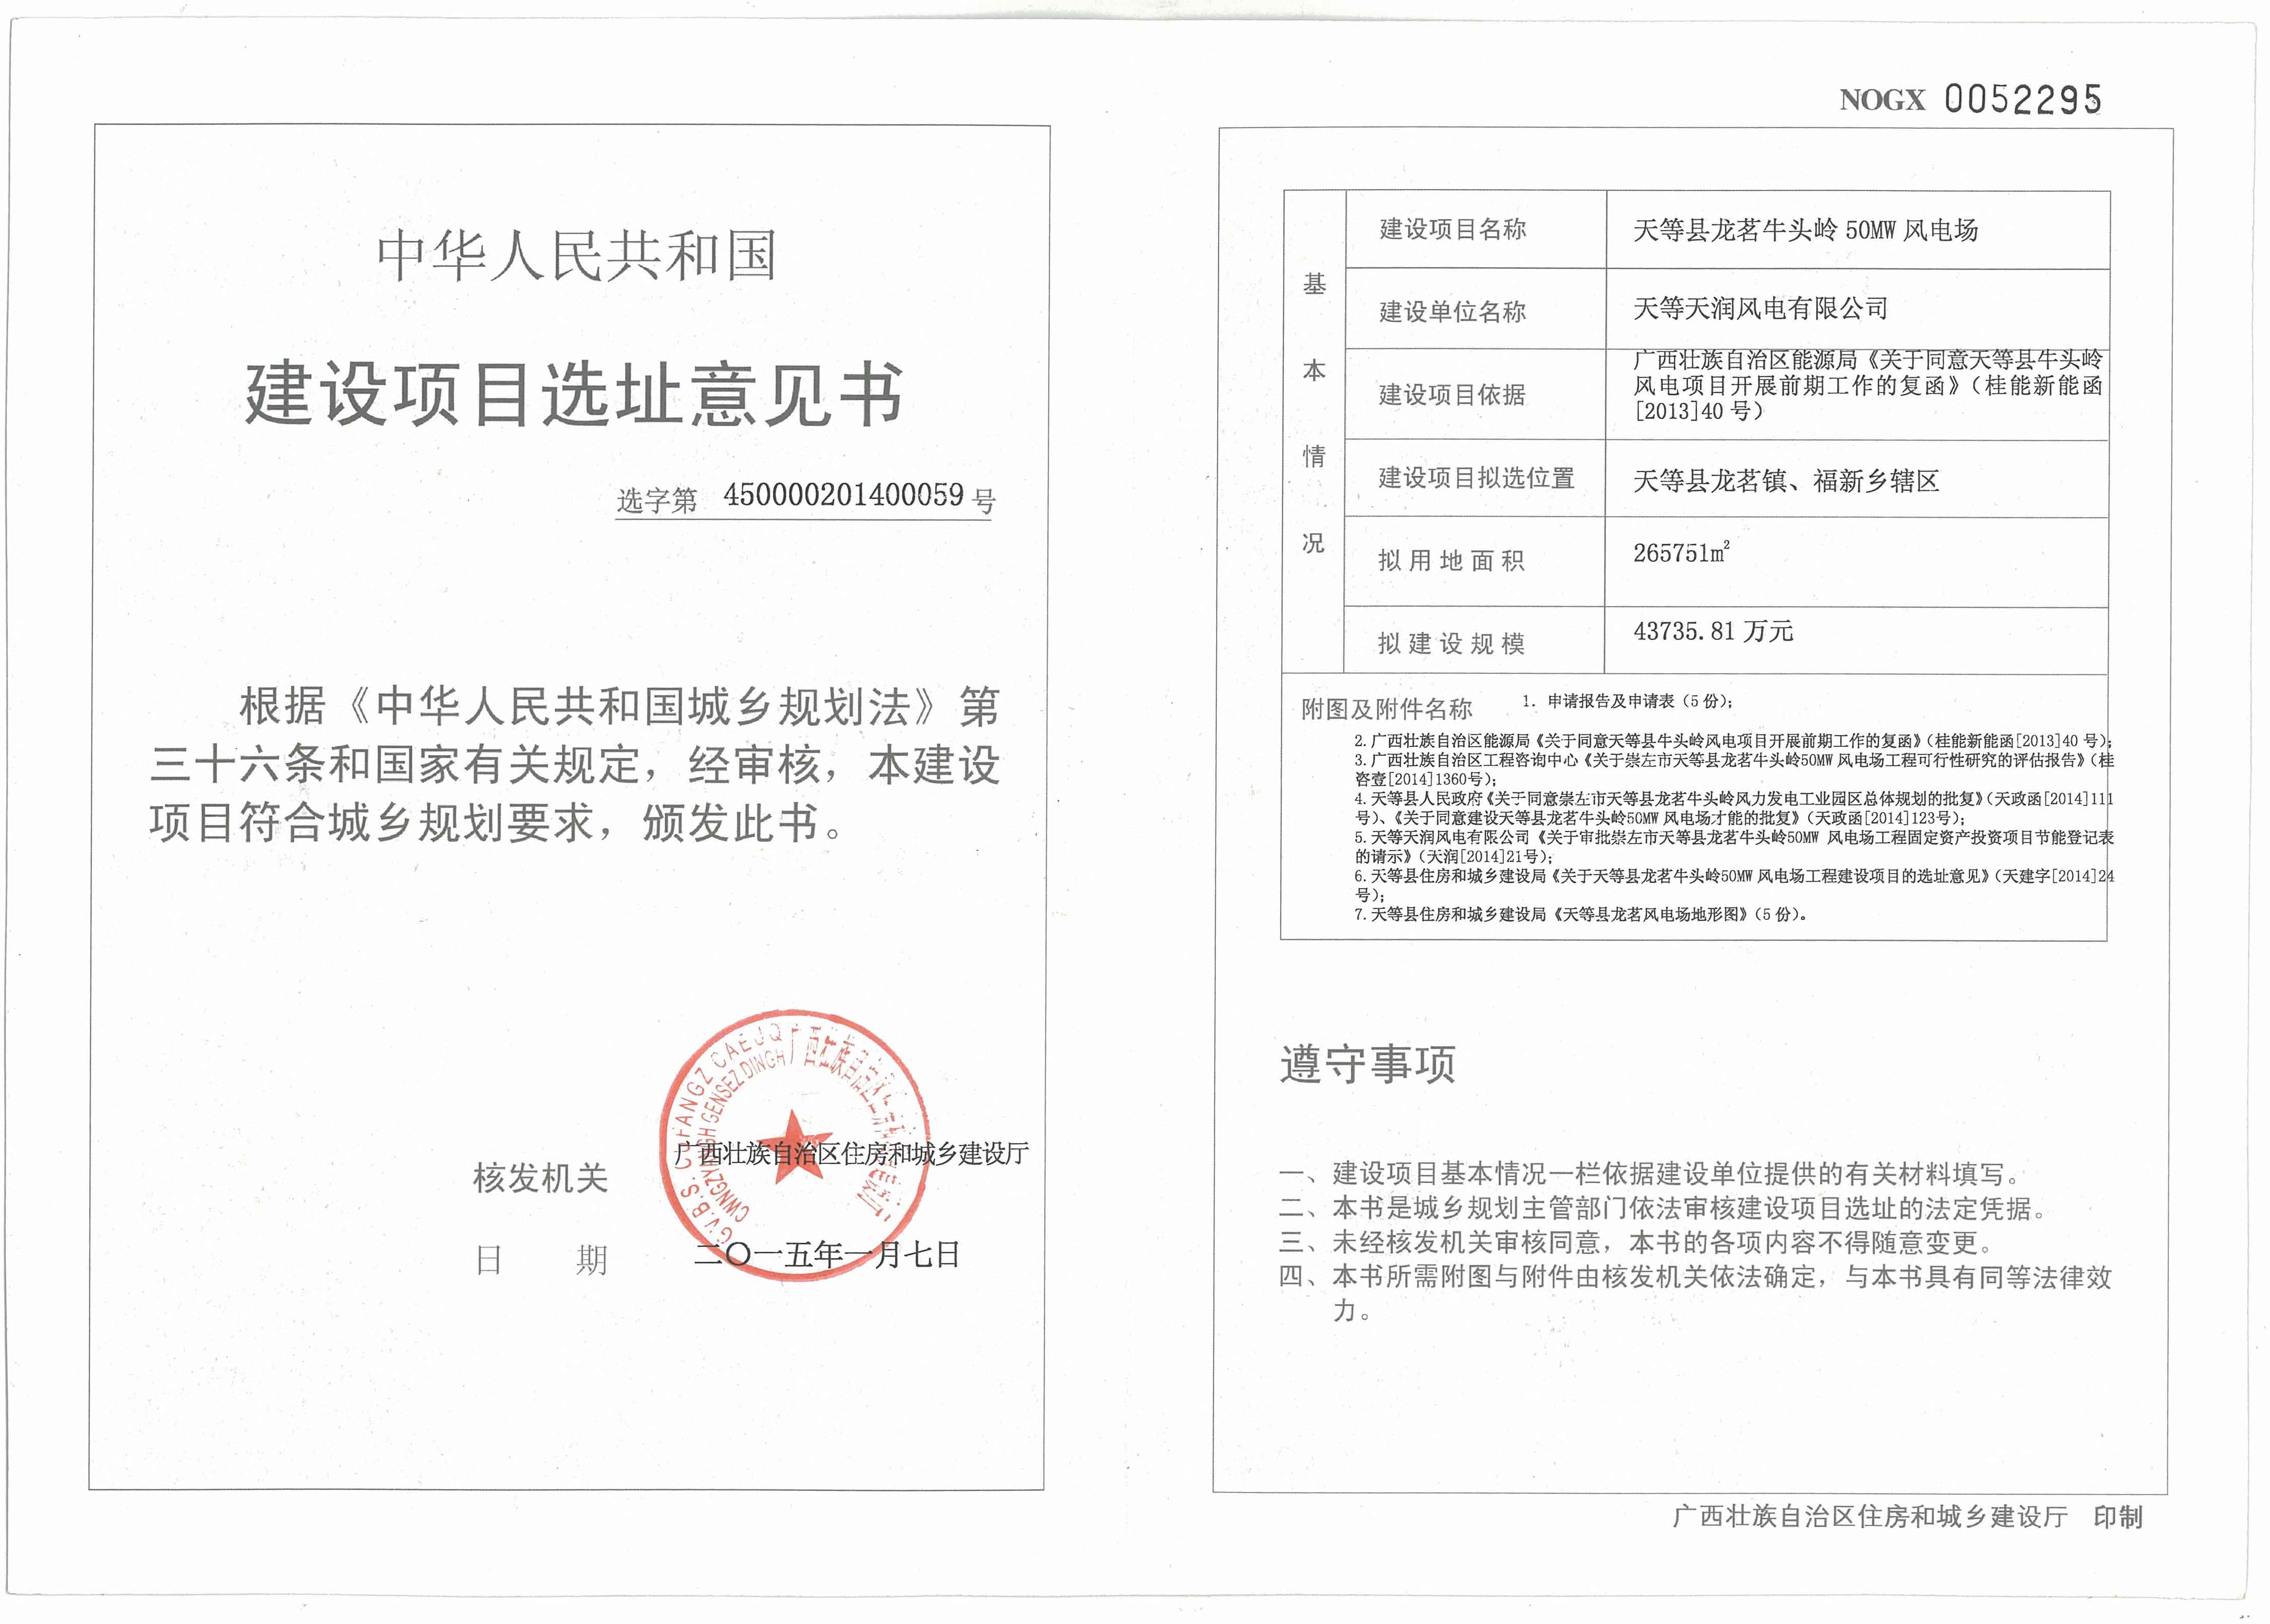 中华人民共和国
建设项目选址意见书
选字第 450000201400059 号
根据《中华人民共和国城乡规划法》第
三十六条和国家有关规定，经审核，本建设
项目符合城乡规划要求，颁发此书。
核发机关 广西壮族自治区住房和城乡建设厅
日 期 二〇一五年一月七日
NOGX 0052295
基本情况
建设项目名称 天等县龙茗牛头岭 50MW 风电场
建设单位名称 天等天润风电有限公司
建设项目依据 广西壮族自治区能源局《关于同意天等县牛头岭
风电项目开展前期工作的复函》（桂能新能函
[2013]40 号）
建设项目拟选位置 天等县龙茗镇、福新乡辖区
拟用地面积 265751m²
拟建设规模 43735.81 万元
附图及附件名称 1. 申请报告及申请表（5 份）；
2. 广西壮族自治区能源局《关于同意天等县牛头岭风电项目开展前期工作的复函》（桂能新能函[2013]40 号）；
3. 广西壮族自治区工程咨询中心《关于崇左市天等县龙茗牛头岭50MW 风电场工程可行性研究的评估报告》（桂
咨壹[2014]1360号）；
4. 天等县人民政府《关于同意崇左市天等县龙茗牛头岭风力发电工业园区总体规划的批复》（天政函[2014]111
号）、《关于同意建设天等县龙茗牛头岭50MW 风电场才能的批复》（天政函[2014]123号）；
5. 天等天润风电有限公司《关于审批崇左市天等县龙茗牛头岭50MW 风电场工程固定资产投资项目节能登记表
的请示》（天润[2014]21号）；
6. 天等县住房和城乡建设局《关于天等县龙茗牛头岭50MW 风电场工程建设项目的选址意见》（天建字[2014]24
号）；
7. 天等县住房和城乡建设局《天等县龙茗风电场地形图》（5 份）。
遵守事项
一、建设项目基本情况一栏依据建设单位提供的有关材料填写。
二、本书是城乡规划主管部门依法审核建设项目选址的法定凭据。
三、未经核发机关审核同意，本书的各项内容不得随意变更。
四、本书所需附图与附件由核发机关依法确定，与本书具有同等法律效
力。
广西壮族自治区住房和城乡建设厅 印制